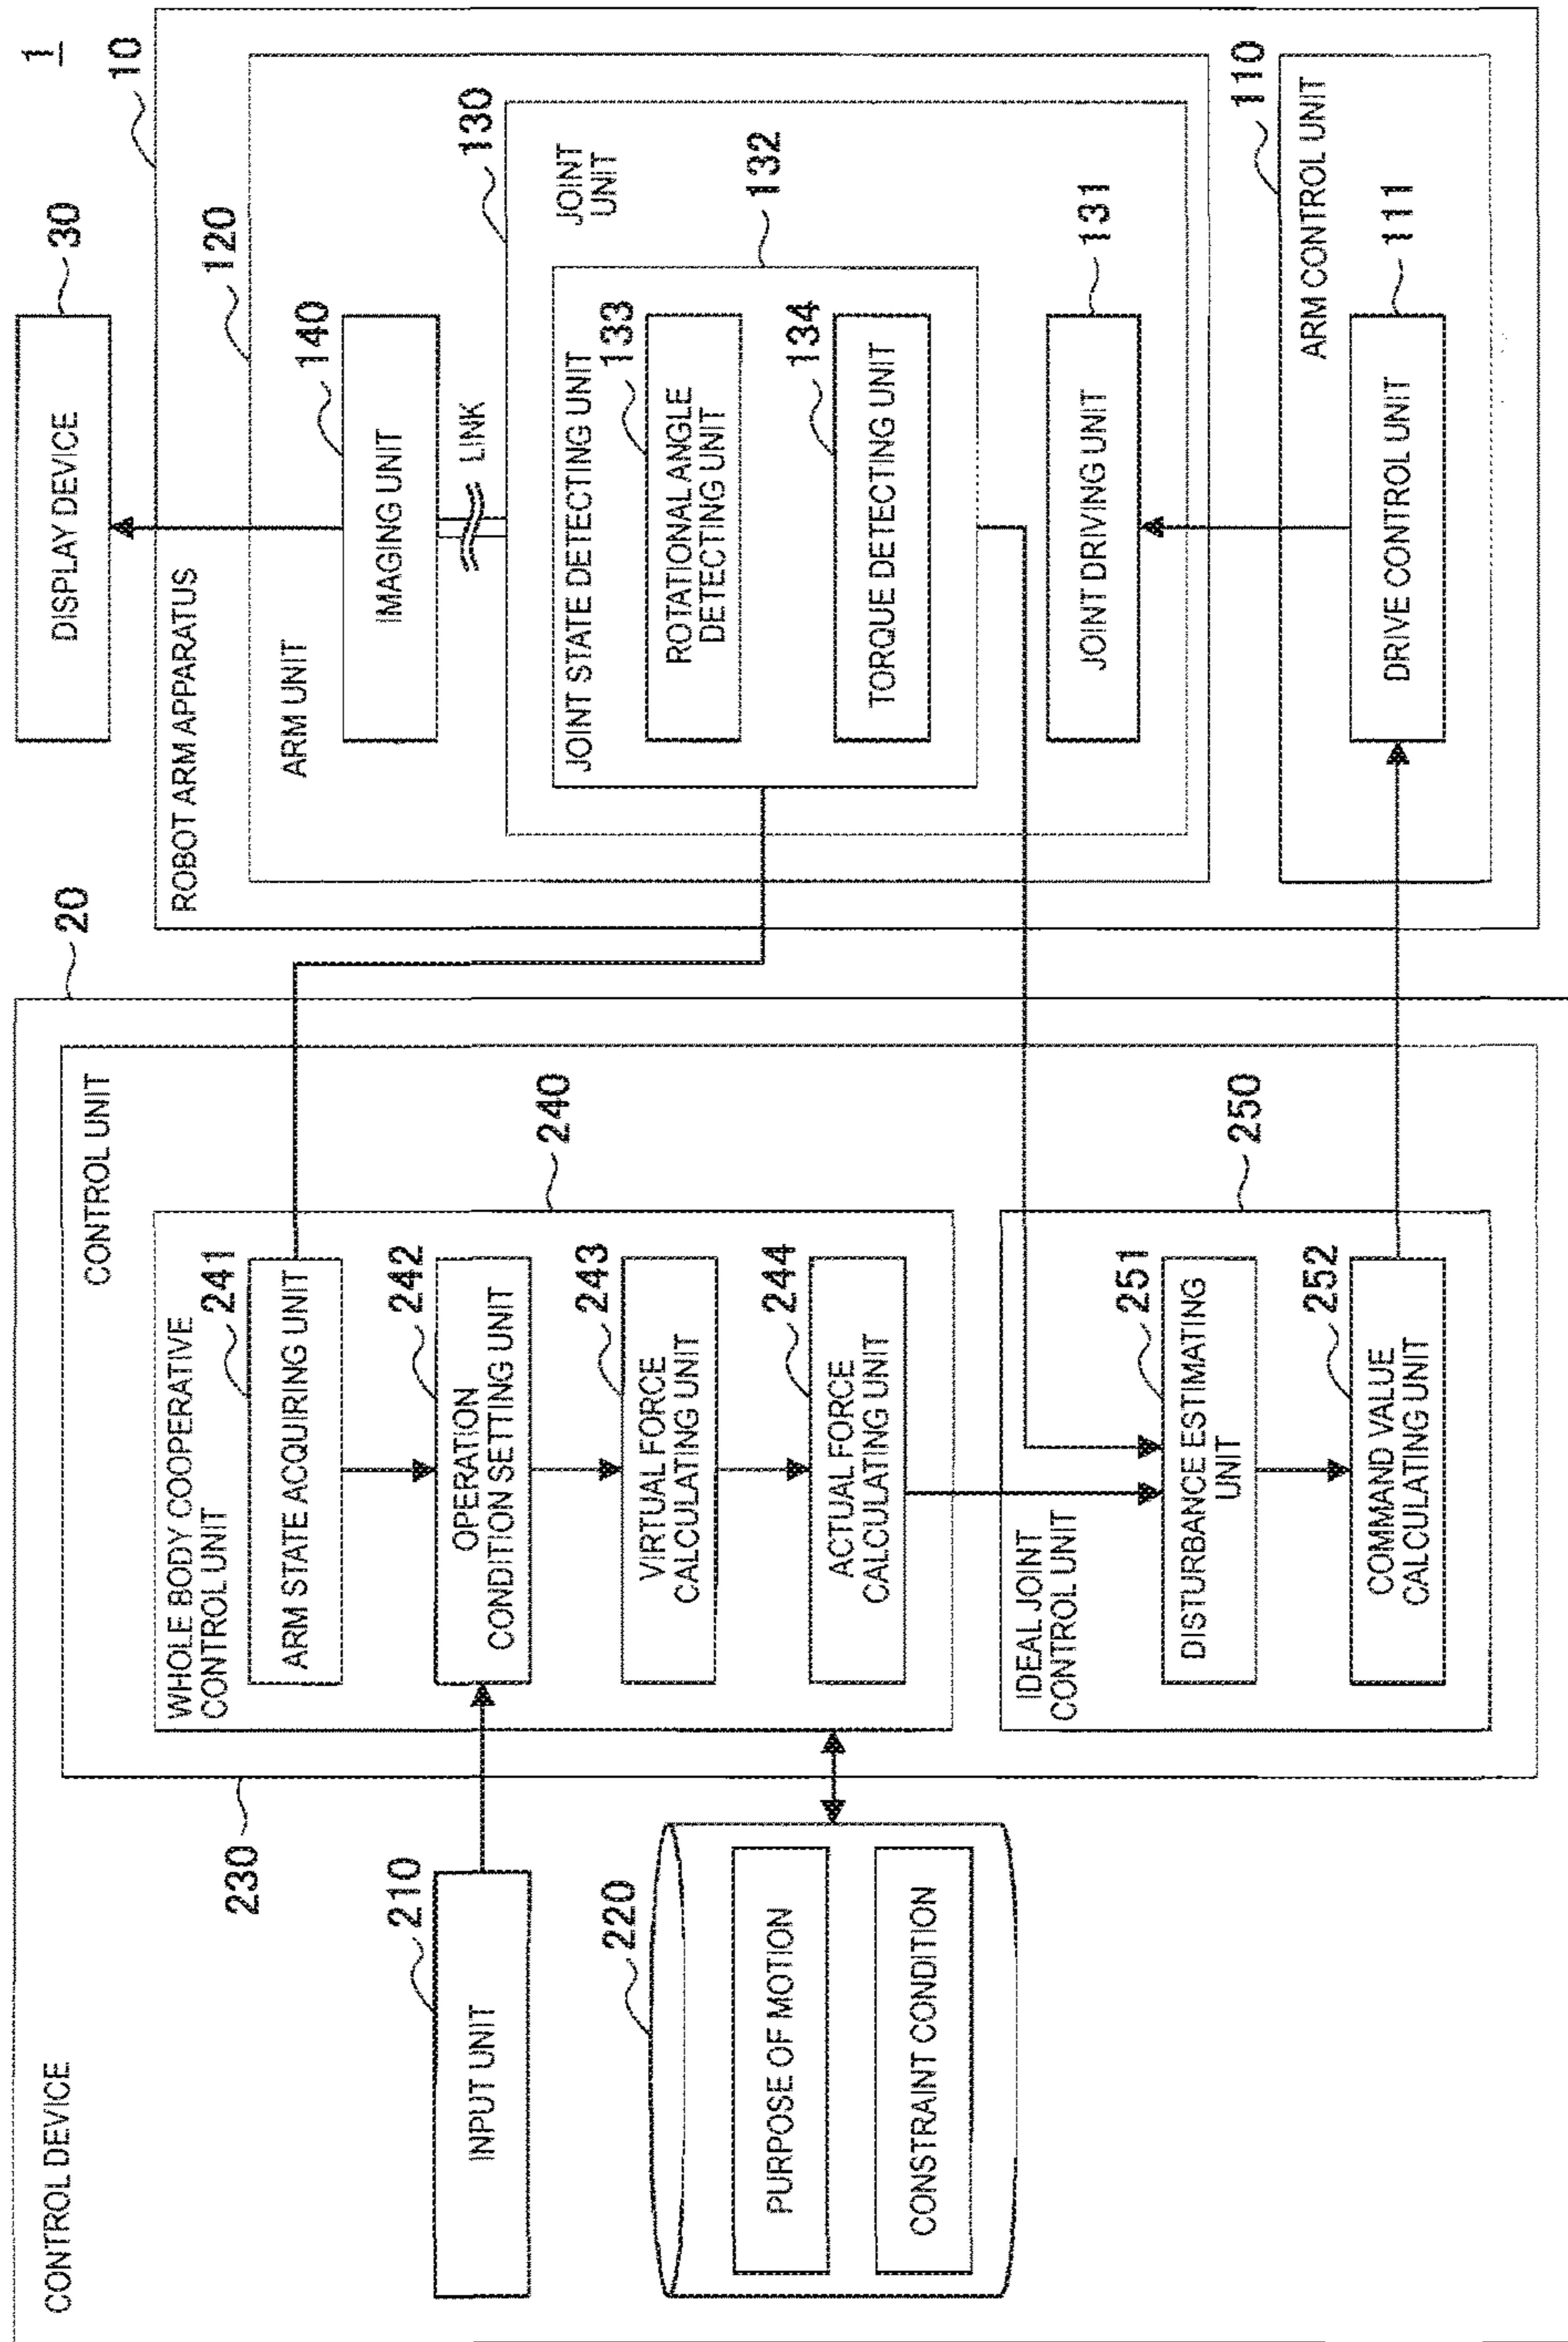 1
CONTROL DEVICE
20
230
CONTROL UNIT
WHOLE BODY COOPERATIVE
CONTROL UNIT
240
241
ARM STATE ACQUIRING UNIT
210
INPUT UNIT
242
OPERATION
CONDITION SETTING UNIT
243
VIRTUAL FORCE
CALCULATING UNIT
244
ACTUAL FORCE
CALCULATING UNIT
220
PURPOSE OF MOTION
CONSTRAINT CONDITION
IDEAL JOINT
CONTROL UNIT
250
251
DISTURBANCE ESTIMATING
UNIT
252
COMMAND VALUE
CALCULATING UNIT
DISPLAY DEVICE
30
ROBOT ARM APPARATUS
10
ARM UNIT
120
140
IMAGING UNIT
LINK
130
JOINT
UNIT
JOINT STATE DETECTING UNIT
132
133
ROTATIONAL ANGLE
DETECTING UNIT
134
TORQUE DETECTING UNIT
JOINT DRIVING UNIT
131
110
ARM CONTROL UNIT
DRIVE CONTROL UNIT
111